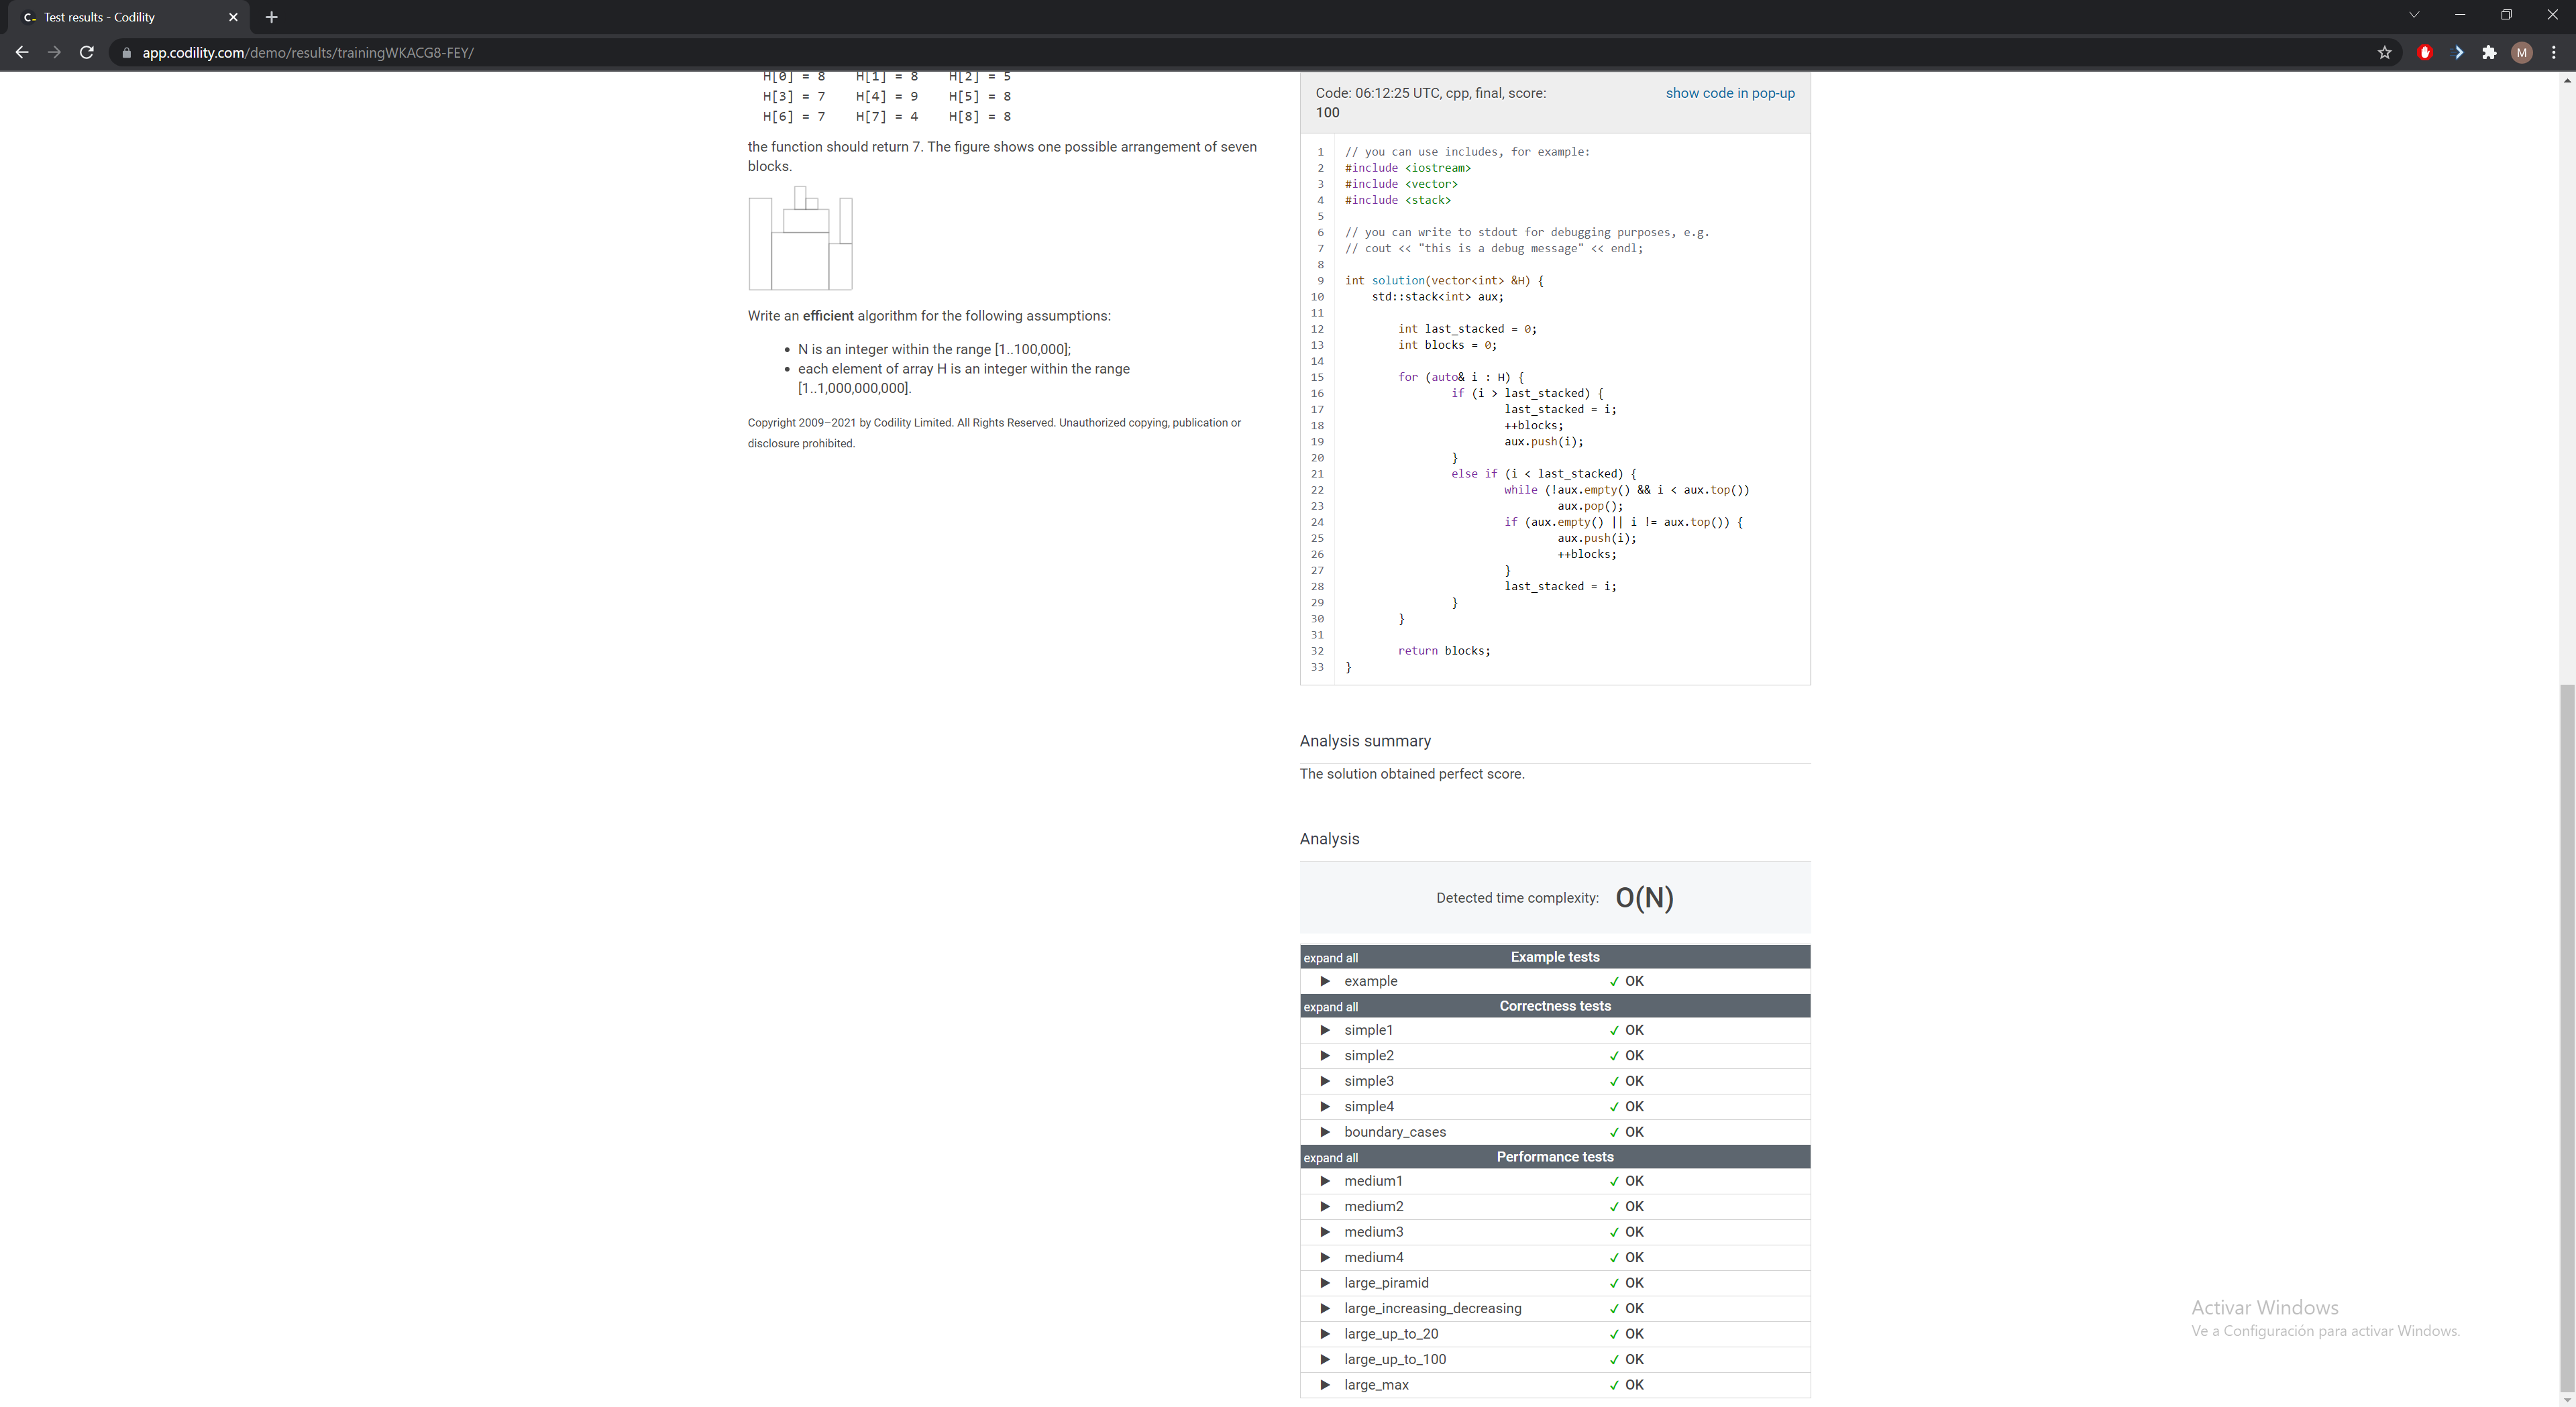 Test results - Codility
app.codility.com/demo/results/trainingWKACG8-FEY/
M
H[0] = 8    H[1] = 8    H[2] = 5
H[3] = 7    H[4] = 9    H[5] = 8
H[6] = 7    H[7] = 4    H[8] = 8
the function should return 7. The figure shows one possible arrangement of seven
blocks.
Write an efficient algorithm for the following assumptions:
• N is an integer within the range [1..100,000];
• each element of array H is an integer within the range
[1..1,000,000,000].
Copyright 2009–2021 by Codility Limited. All Rights Reserved. Unauthorized copying, publication or
disclosure prohibited.
Code: 06:12:25 UTC, cpp, final, score:
100
show code in pop-up
1 // you can use includes, for example:
2 #include <iostream>
3 #include <vector>
4 #include <stack>
5
6 // you can write to stdout for debugging purposes, e.g.
7 // cout << "this is a debug message" << endl;
8
9 int solution(vector<int> &H) {
10     std::stack<int> aux;
11
12         int last_stacked = 0;
13         int blocks = 0;
14
15         for (auto& i : H) {
16                 if (i > last_stacked) {
17                         last_stacked = i;
18                         ++blocks;
19                         aux.push(i);
20                 }
21                 else if (i < last_stacked) {
22                         while (!aux.empty() && i < aux.top())
23                                 aux.pop();
24                         if (aux.empty() || i != aux.top()) {
25                                 aux.push(i);
26                                 ++blocks;
27                         }
28                         last_stacked = i;
29                 }
30         }
31
32         return blocks;
33 }
Analysis summary
The solution obtained perfect score.
Analysis
Detected time complexity: O(N)
expand all Example tests
▶ example ✓ OK
expand all Correctness tests
▶ simple1 ✓ OK
▶ simple2 ✓ OK
▶ simple3 ✓ OK
▶ simple4 ✓ OK
▶ boundary_cases ✓ OK
expand all Performance tests
▶ medium1 ✓ OK
▶ medium2 ✓ OK
▶ medium3 ✓ OK
▶ medium4 ✓ OK
▶ large_piramid ✓ OK
▶ large_increasing_decreasing ✓ OK
▶ large_up_to_20 ✓ OK
▶ large_up_to_100 ✓ OK
▶ large_max ✓ OK
Activar Windows
Ve a Configuración para activar Windows.